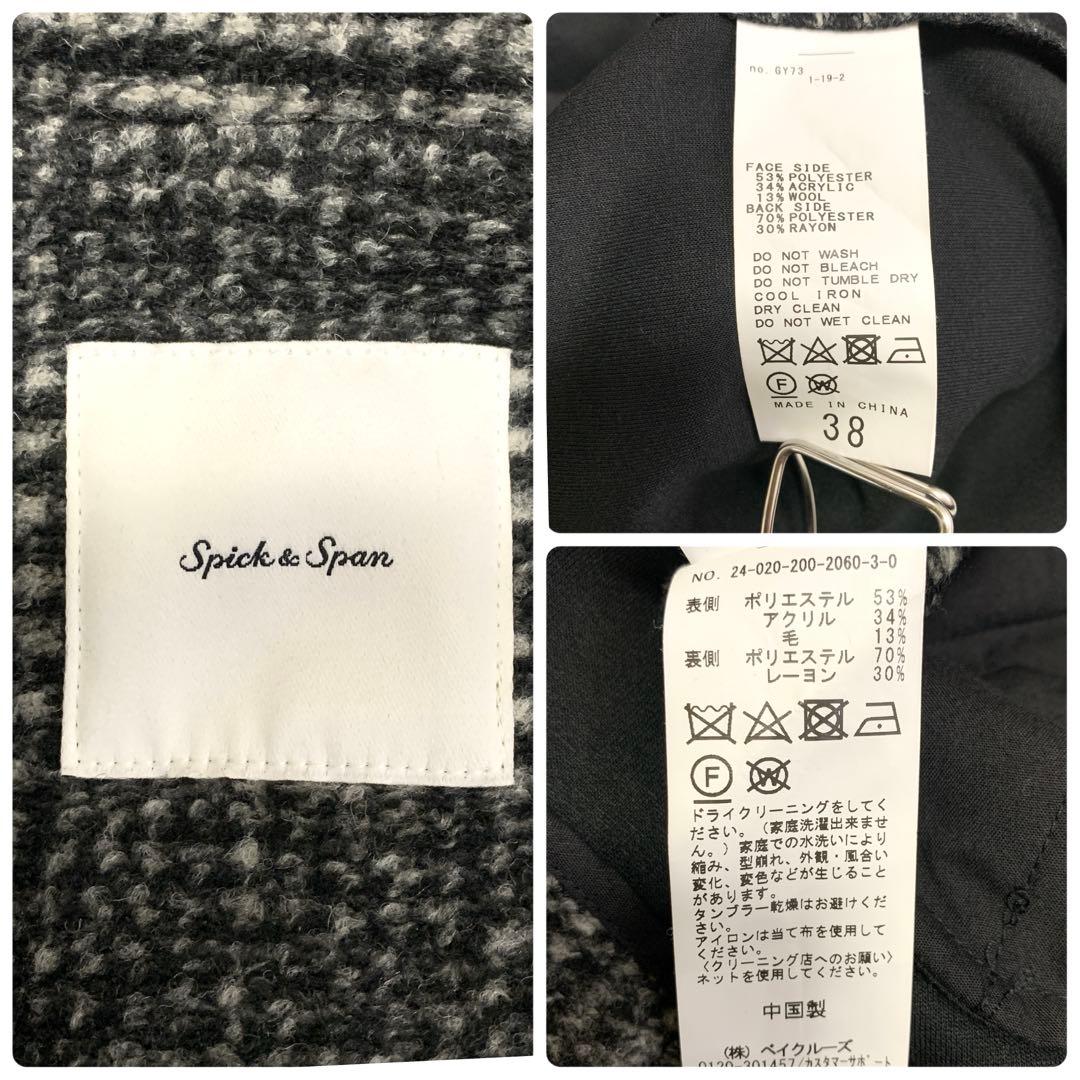 Spick & Span
no. GY73
1-19-2
FACE SIDE
53% POLYESTER
34% ACRYLIC
13% WOOL
BACK SIDE
70% POLYESTER
30% RAYON
DO NOT WASH
DO NOT BLEACH
DO NOT TUMBLE DRY
COOL IRON
DRY CLEAN
DO NOT WET CLEAN
F W
MADE IN CHINA
38
NO. 24-020-200-2060-3-0
表側 ポリエステル 53%
アクリル 34%
毛 13%
裏側 ポリエステル 70%
レーヨン 30%
F W
ドライクリーニングをしてく
ださい。(家庭洗濯出来ませ
ん。)家庭での水洗いにより
縮み、型崩れ、外観・風合い
変化、変色などが生じること
があります。
タンブラー乾燥はお避けくだ
さい。
アイロンは当て布を使用して
ください。
〈クリーニング店へのお願い〉
ネットを使用してください。
中国製
(株) ベイクルーズ
0120-301457/カスタマーサポート